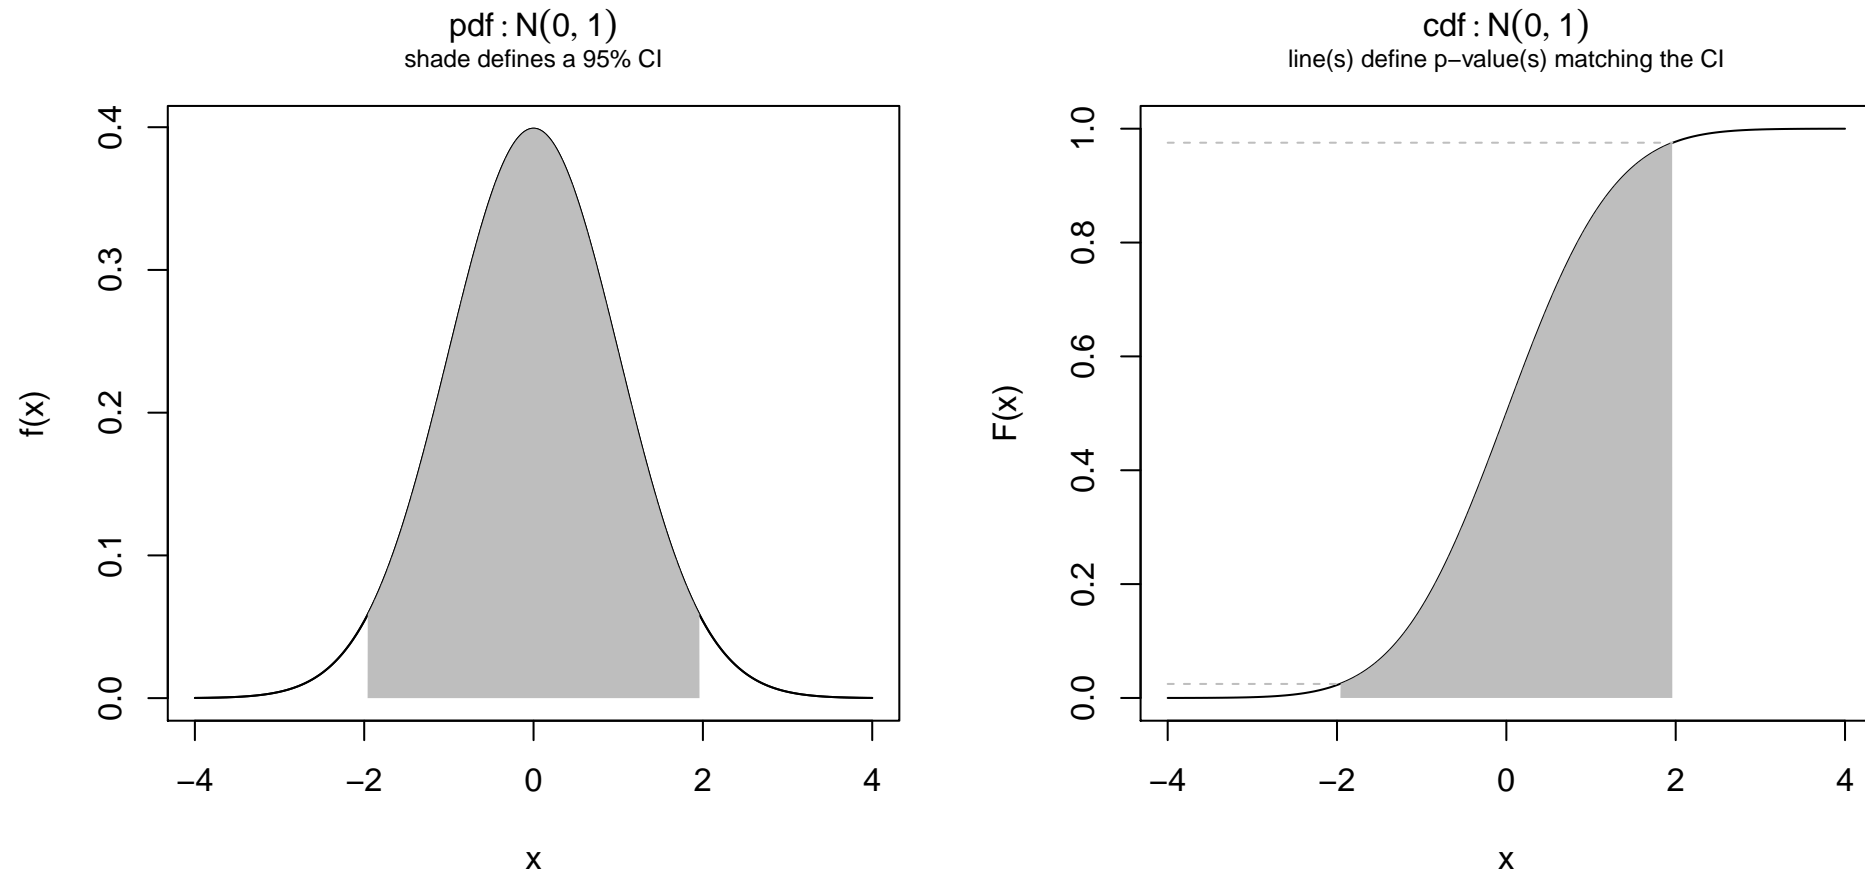 pdf : N(0, 1)
shade defines a 95% CI
f(x)
0.4
0.3
0.2
0.1
0.0
−4 −2 0 2 4
x
cdf : N(0, 1)
line(s) define p−value(s) matching the CI
F(x)
1.0
0.8
0.6
0.4
0.2
0.0
−4 −2 0 2 4
x